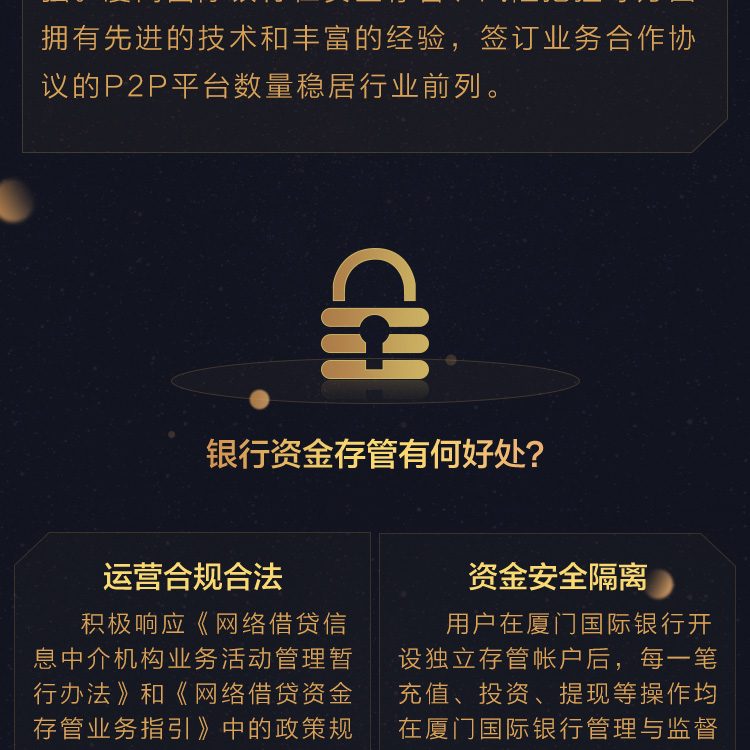 拥有先进的技术和丰富的经验，签订业务合作协
议的P2P平台数量稳居行业前列。
银行资金存管有何好处?
运营合规合法
积极响应《网络借贷信
息中介机构业务活动管理暂
行办法》和《网络借贷资金
存管业务指引》中的政策规
资金安全隔离
用户在厦门国际银行开
设独立存管帐户后，每一笔
充值、投资、提现等操作均
在厦门国际银行管理与监督